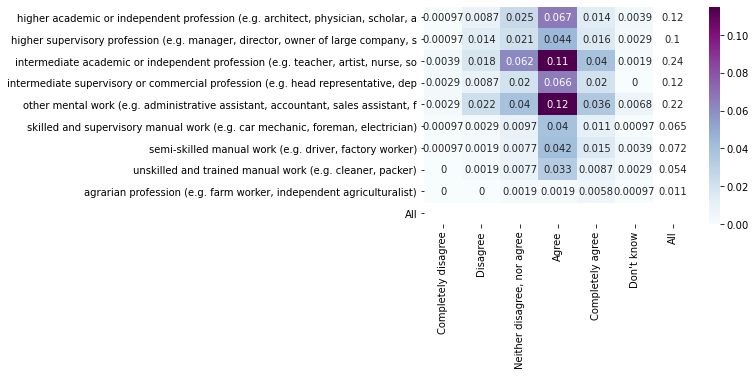 higher academic or independent profession (e.g. architect, physician, scholar, a 0.00097 0.0087 0.025 0.067 0.014 0.0039 0.12
higher supervisory profession (e.g. manager, director, owner of large company, s 0.00097 0.014 0.021 0.044 0.016 0.0029 0.1
intermediate academic or independent profession (e.g. teacher, artist, nurse, so 0.0039 0.018 0.062 0.11 0.04 0.0019 0.24
intermediate supervisory or commercial profession (e.g. head representative, dep 0.0029 0.0087 0.02 0.066 0.02 0 0.12
other mental work (e.g. administrative assistant, accountant, sales assistant, f 0.0029 0.022 0.04 0.12 0.036 0.0068 0.22
skilled and supervisory manual work (e.g. car mechanic, foreman, electrician) 0.00097 0.0029 0.0097 0.04 0.011 0.00097 0.065
semi-skilled manual work (e.g. driver, factory worker) 0.00097 0.0019 0.0077 0.042 0.015 0.0039 0.072
unskilled and trained manual work (e.g. cleaner, packer) 0 0.0019 0.0077 0.033 0.0087 0.0029 0.054
agrarian profession (e.g. farm worker, independent agriculturalist) 0 0 0.0019 0.0019 0.0058 0.00097 0.011
All
Completely disagree
Disagree
Neither disagree, nor agree
Agree
Completely agree
Don't know
All
0.10
0.08
0.06
0.04
0.02
0.00